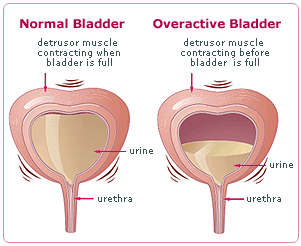 Normal Bladder
detrusor muscle
contracting when
bladder is full
urine
urethra
Overactive Bladder
detrusor muscle
contracting before
bladder is full
urine
urethra